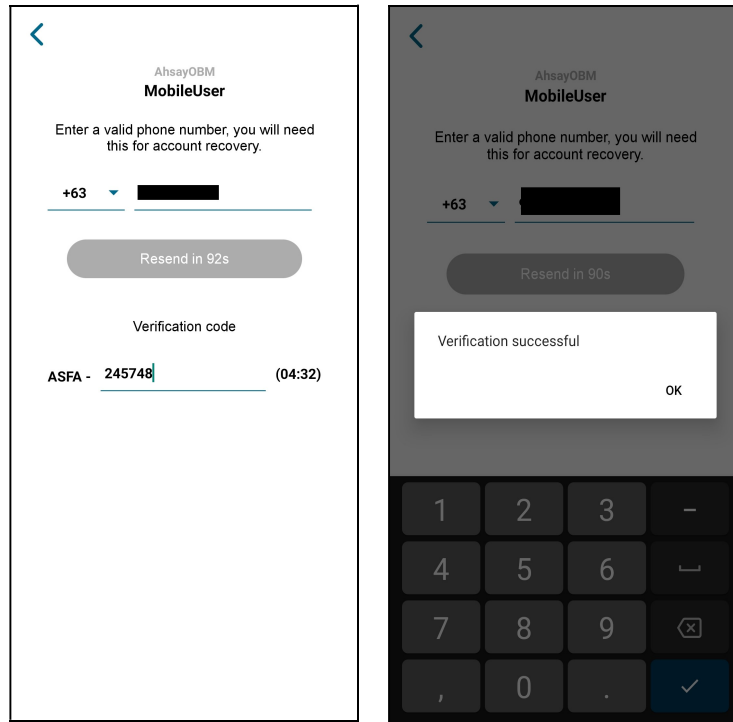 AhsayOBM
MobileUser
Enter a valid phone number, you will need
this for account recovery.
+63
Resend in 92s
Verification code
ASFA - 245748 (04:32)
AhsayOBM
MobileUser
Enter a valid phone number, you will need
this for account recovery.
+63
Resend in 90s
Verification successful
OK
1 2 3 -
4 5 6
7 8 9
, 0 .